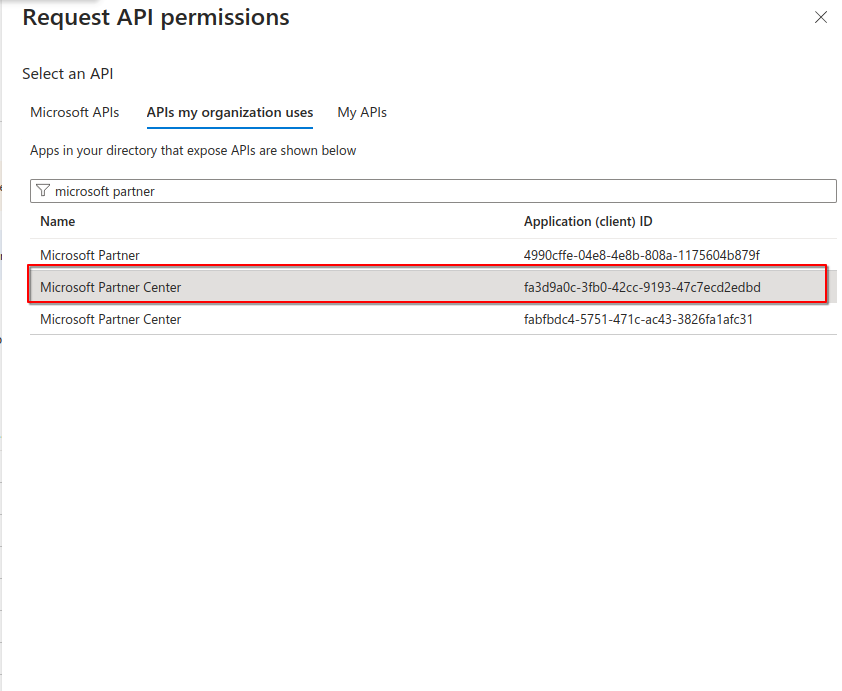 Request API permissions
Select an API
Microsoft APIs APIs my organization uses My APIs
Apps in your directory that expose APIs are shown below
microsoft partner
Name Application (client) ID
Microsoft Partner 4990cffe-04e8-4e8b-808a-1175604b879f
Microsoft Partner Center fa3d9a0c-3fb0-42cc-9193-47c7ecd2edbd
Microsoft Partner Center fabfbdc4-5751-471c-ac43-3826fa1afc31